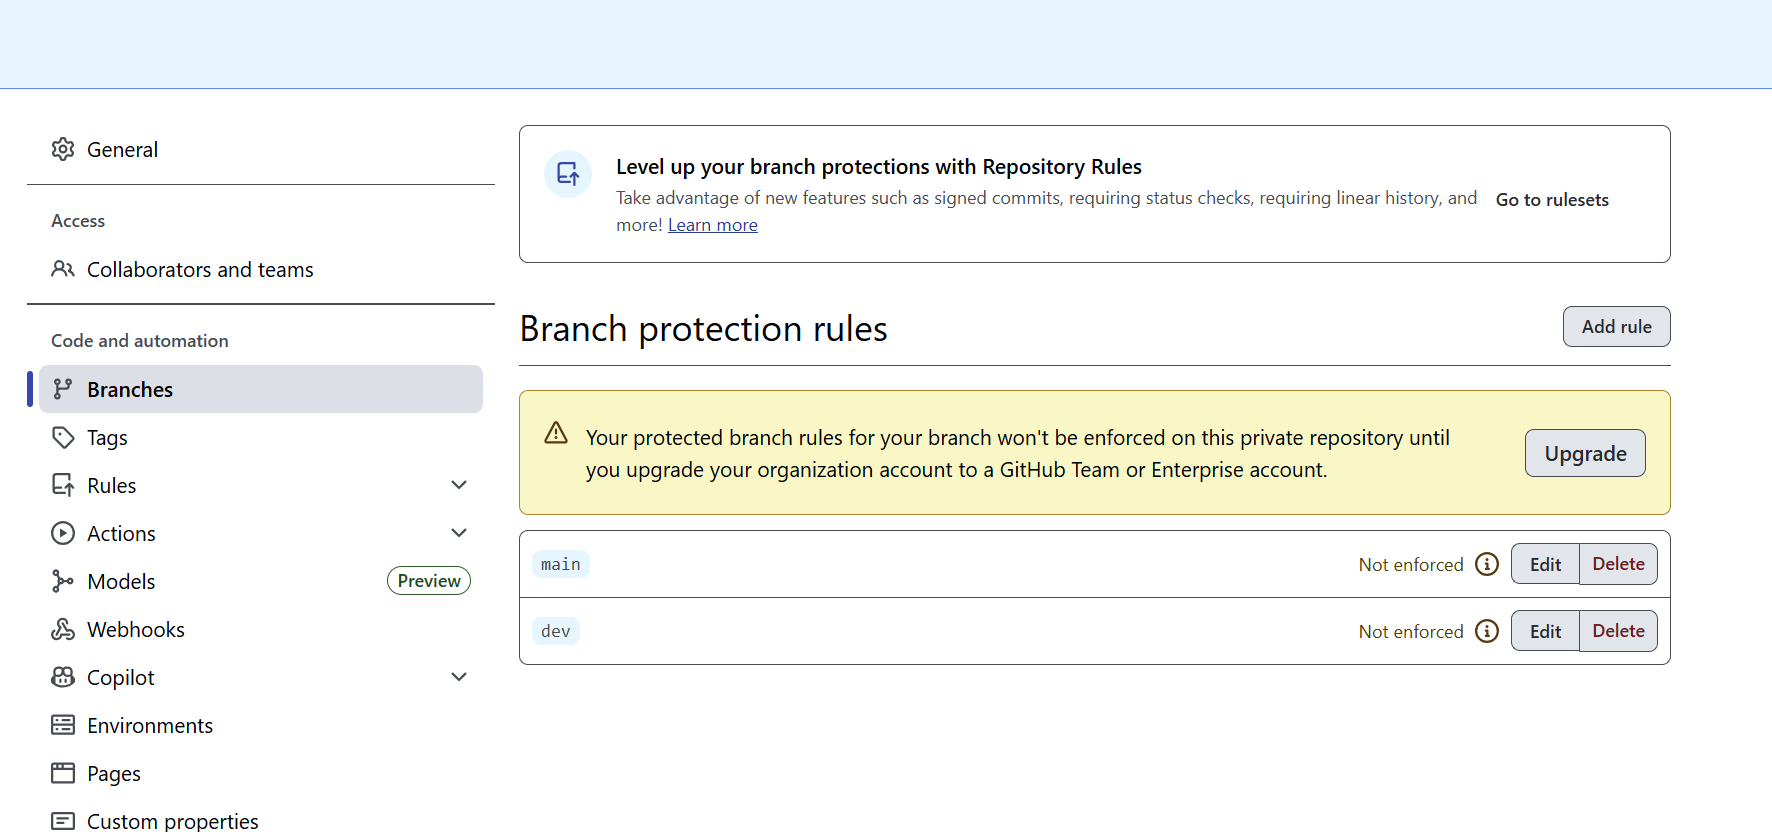 General
Access
Collaborators and teams
Code and automation
Branches
Tags
Rules
Actions
Models Preview
Webhooks
Copilot
Environments
Pages
Custom properties
Level up your branch protections with Repository Rules
Take advantage of new features such as signed commits, requiring status checks, requiring linear history, and
more! Learn more
Go to rulesets
Branch protection rules
Add rule
Your protected branch rules for your branch won't be enforced on this private repository until
you upgrade your organization account to a GitHub Team or Enterprise account.
Upgrade
main Not enforced Edit Delete
dev Not enforced Edit Delete